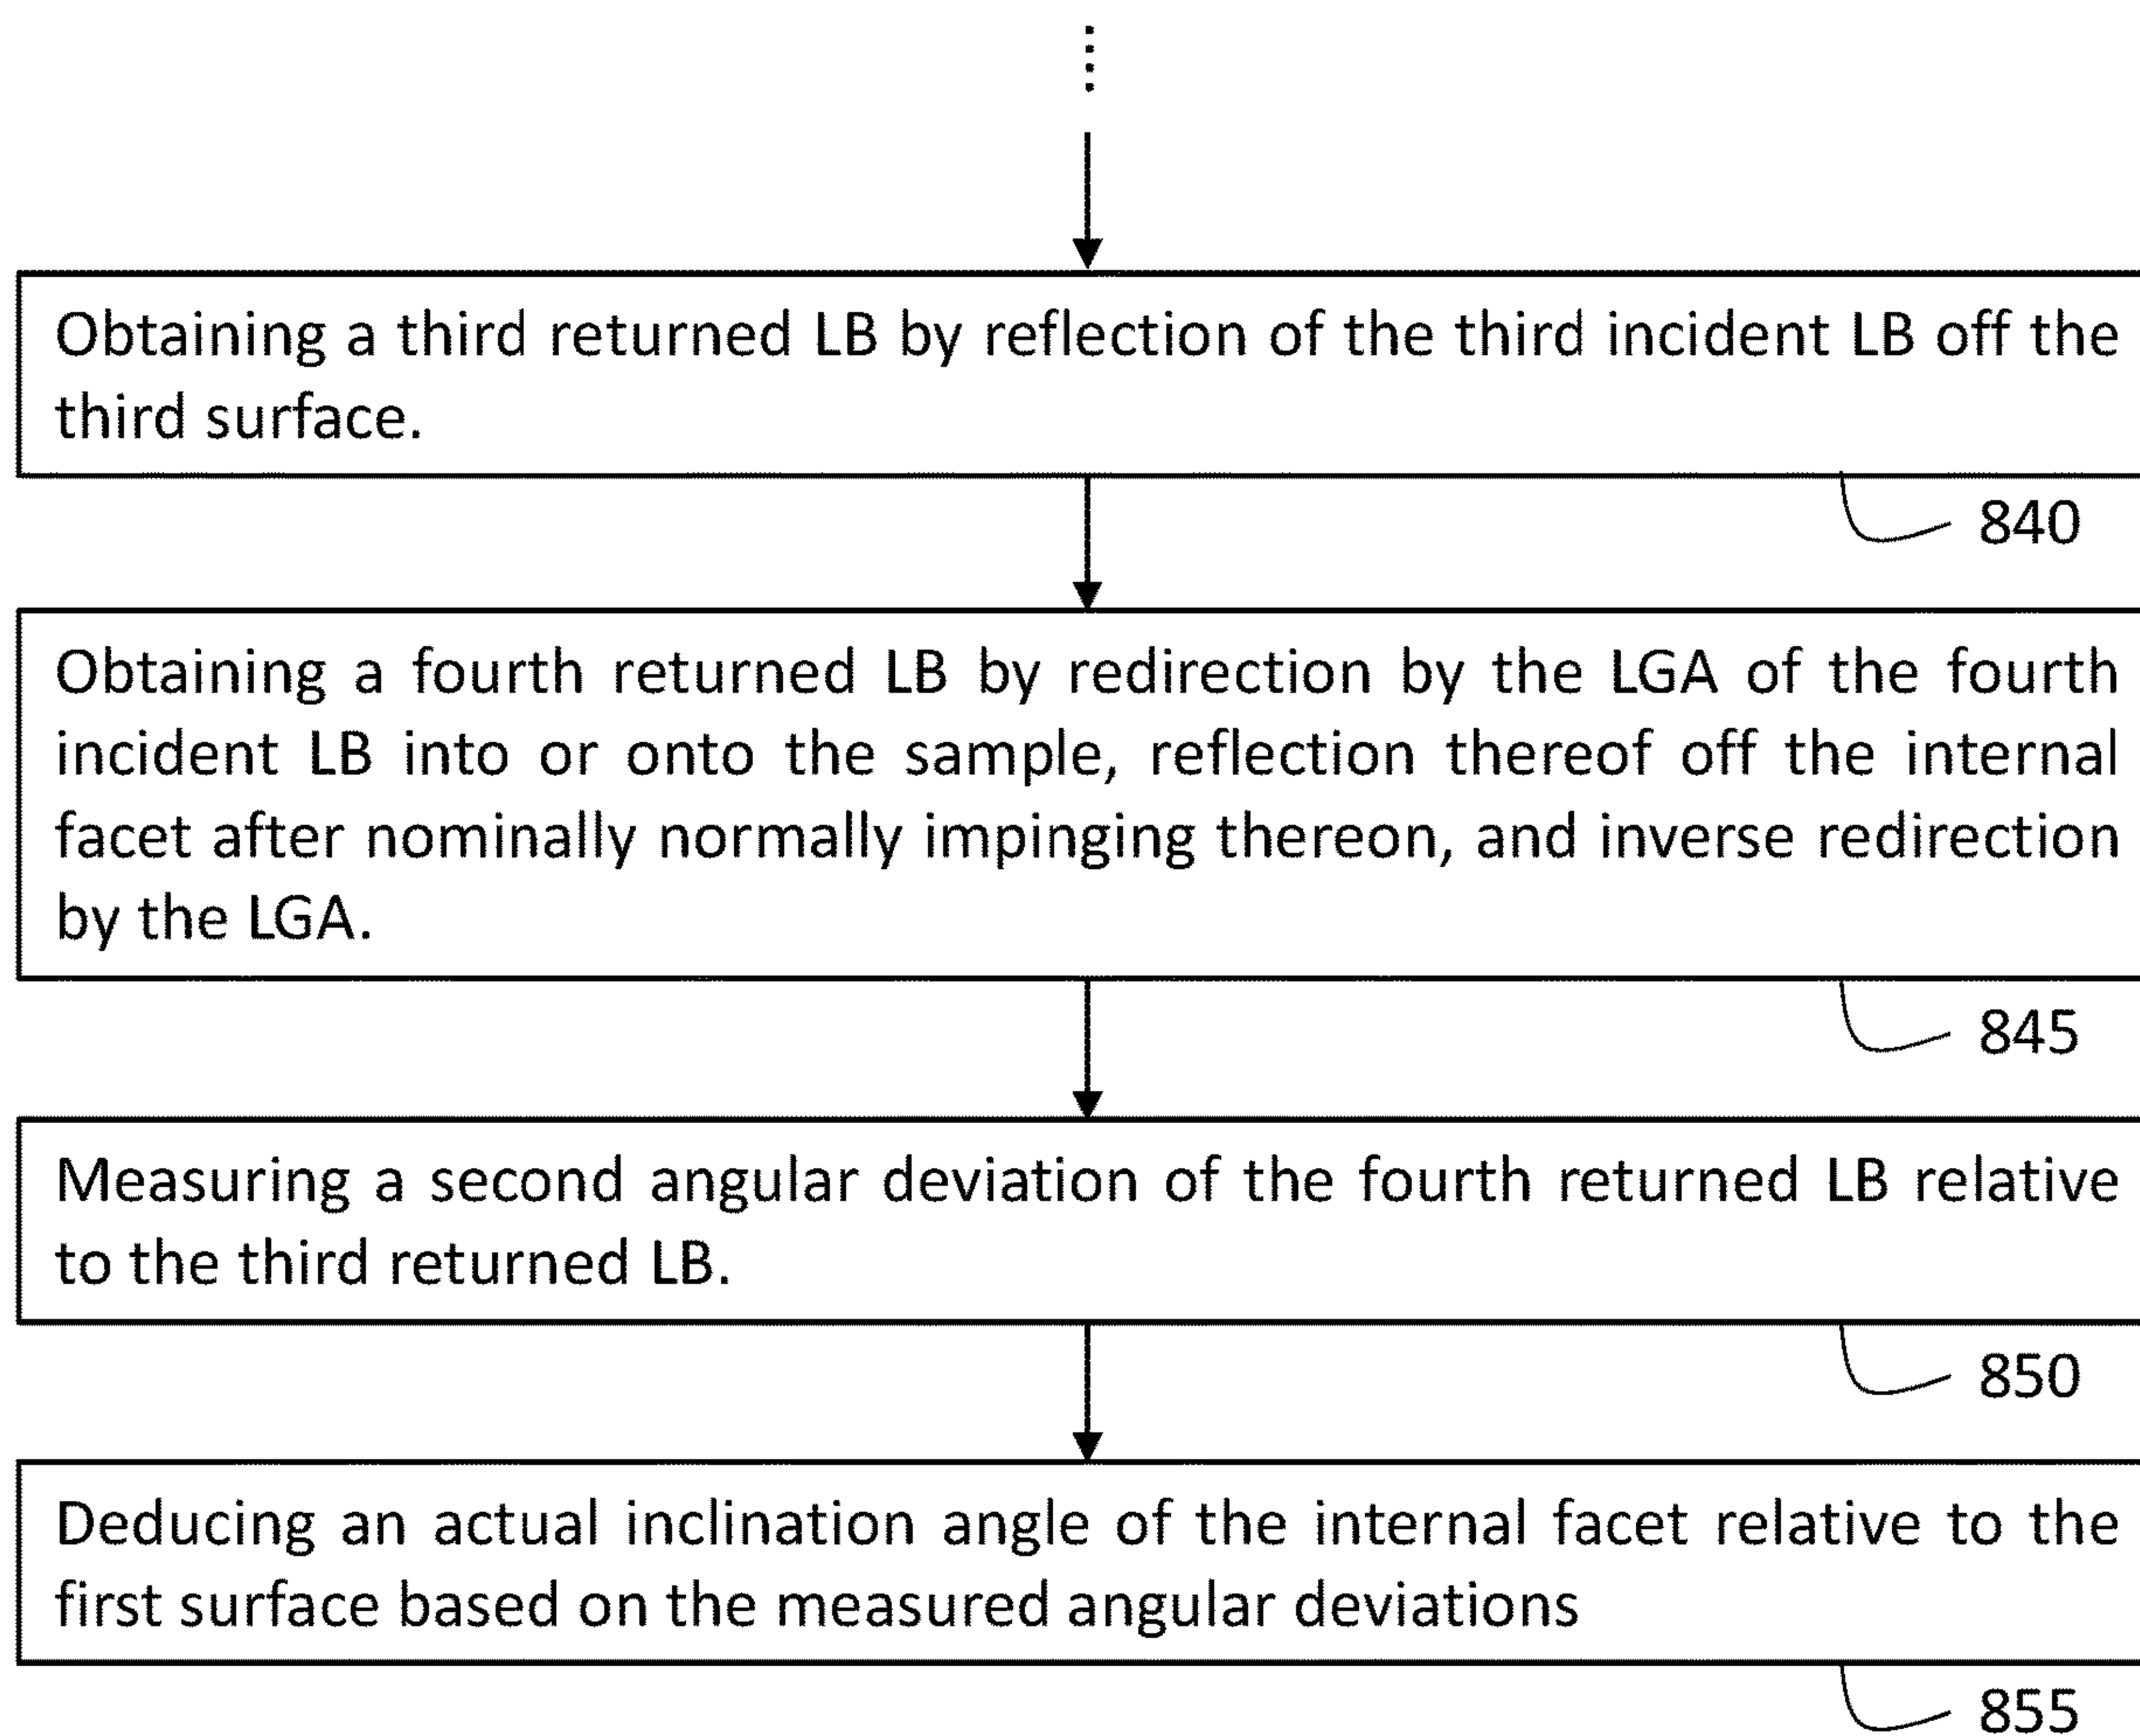 Obtaining a third returned LB by reflection of the third incident LB off the
third surface.
840
Obtaining a fourth returned LB by redirection by the LGA of the fourth
incident LB into or onto the sample, reflection thereof off the internal
facet after nominally normally impinging thereon, and inverse redirection
by the LGA.
845
Measuring a second angular deviation of the fourth returned LB relative
to the third returned LB.
850
Deducing an actual inclination angle of the internal facet relative to the
first surface based on the measured angular deviations
855